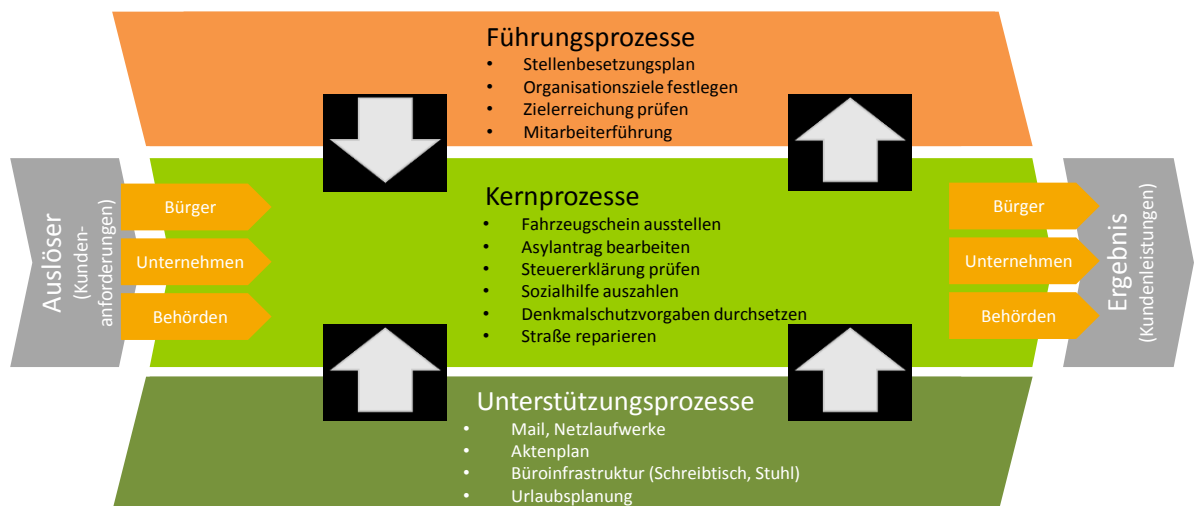 Führungsprozesse
• Stellenbesetzungsplan
• Organisationsziele festlegen
• Zielerreichung prüfen
• Mitarbeiterführung
Auslöser
(Kunden-
anforderungen)
Bürger
Unternehmen
Behörden
Kernprozesse
• Fahrzeugschein ausstellen
• Asylantrag bearbeiten
• Steuererklärung prüfen
• Sozialhilfe auszahlen
• Denkmalschutzvorgaben durchsetzen
• Straße reparieren
Bürger
Unternehmen
Behörden
Ergebnis
(Kundenleistungen)
Unterstützungsprozesse
• Mail, Netzlaufwerke
• Aktenplan
• Büroinfrastruktur (Schreibtisch, Stuhl)
• Urlaubsplanung